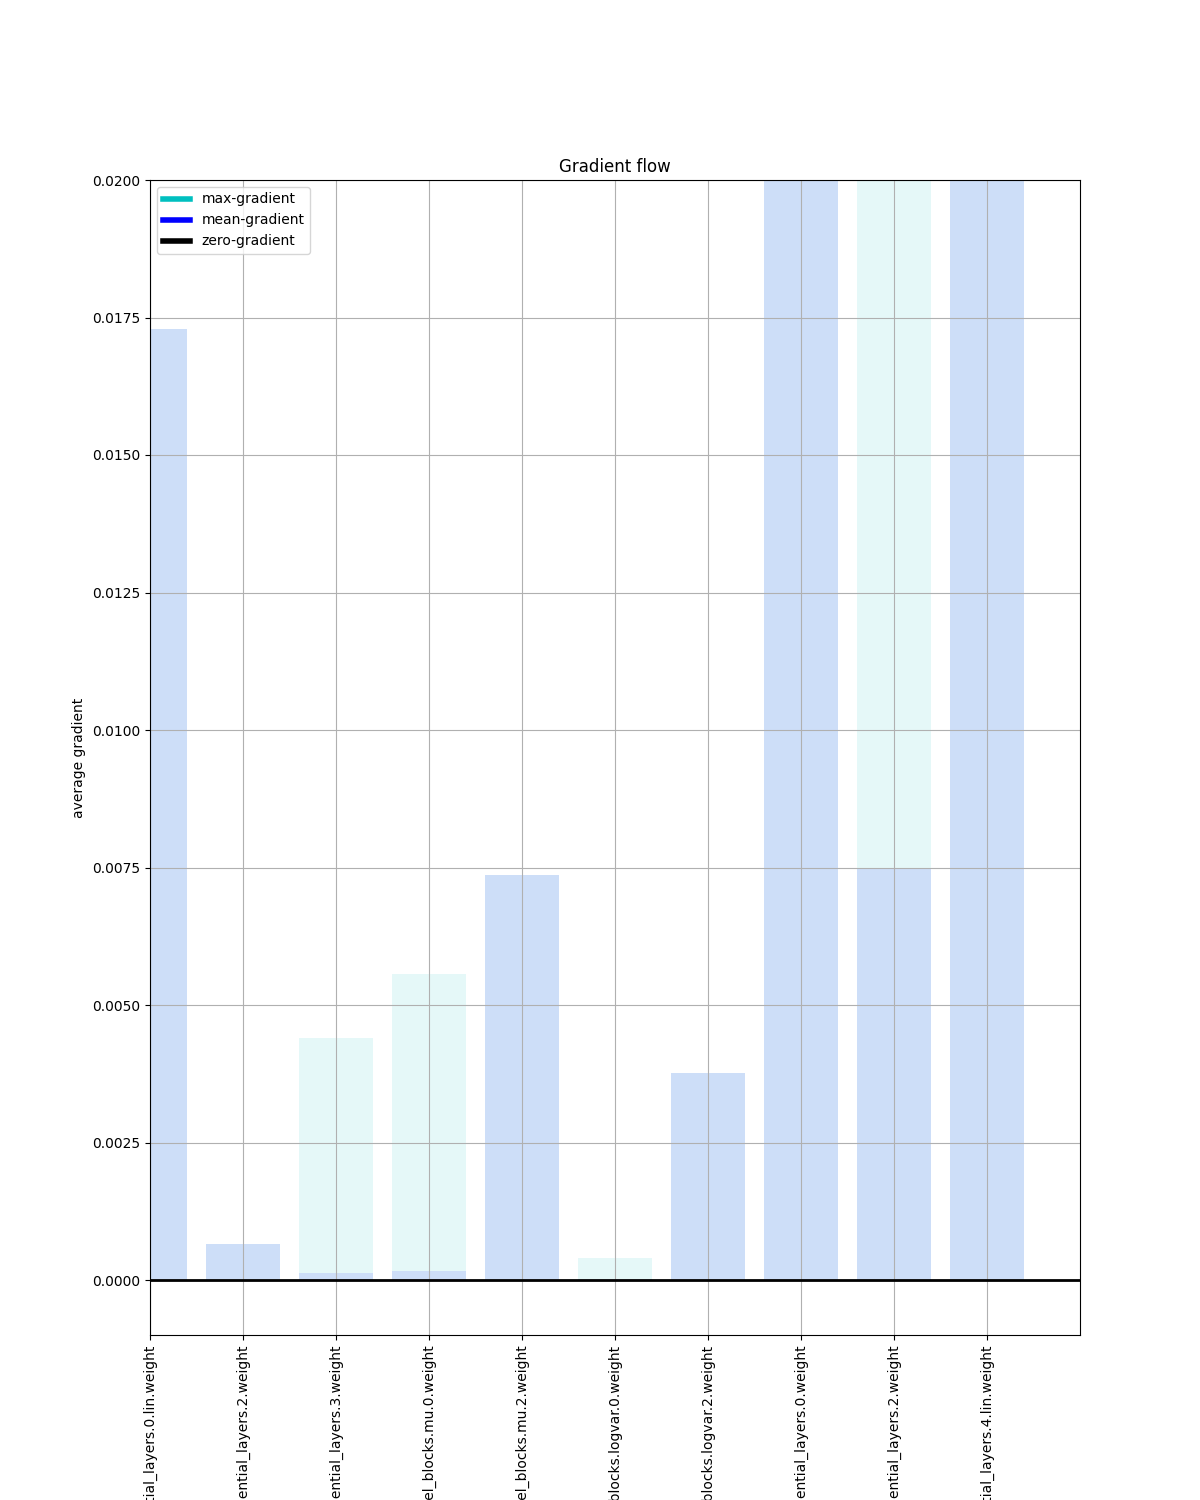 Gradient flow
max-gradient
mean-gradient
zero-gradient
0.0200
0.0175
0.0150
0.0125
0.0100
0.0075
0.0050
0.0025
0.0000
average gradient
tial_layers.0.lin.weight
ential_layers.2.weight
ential_layers.3.weight
el_blocks.mu.0.weight
el_blocks.mu.2.weight
blocks.logvar.0.weight
blocks.logvar.2.weight
ential_layers.0.weight
ential_layers.2.weight
tial_layers.4.lin.weight